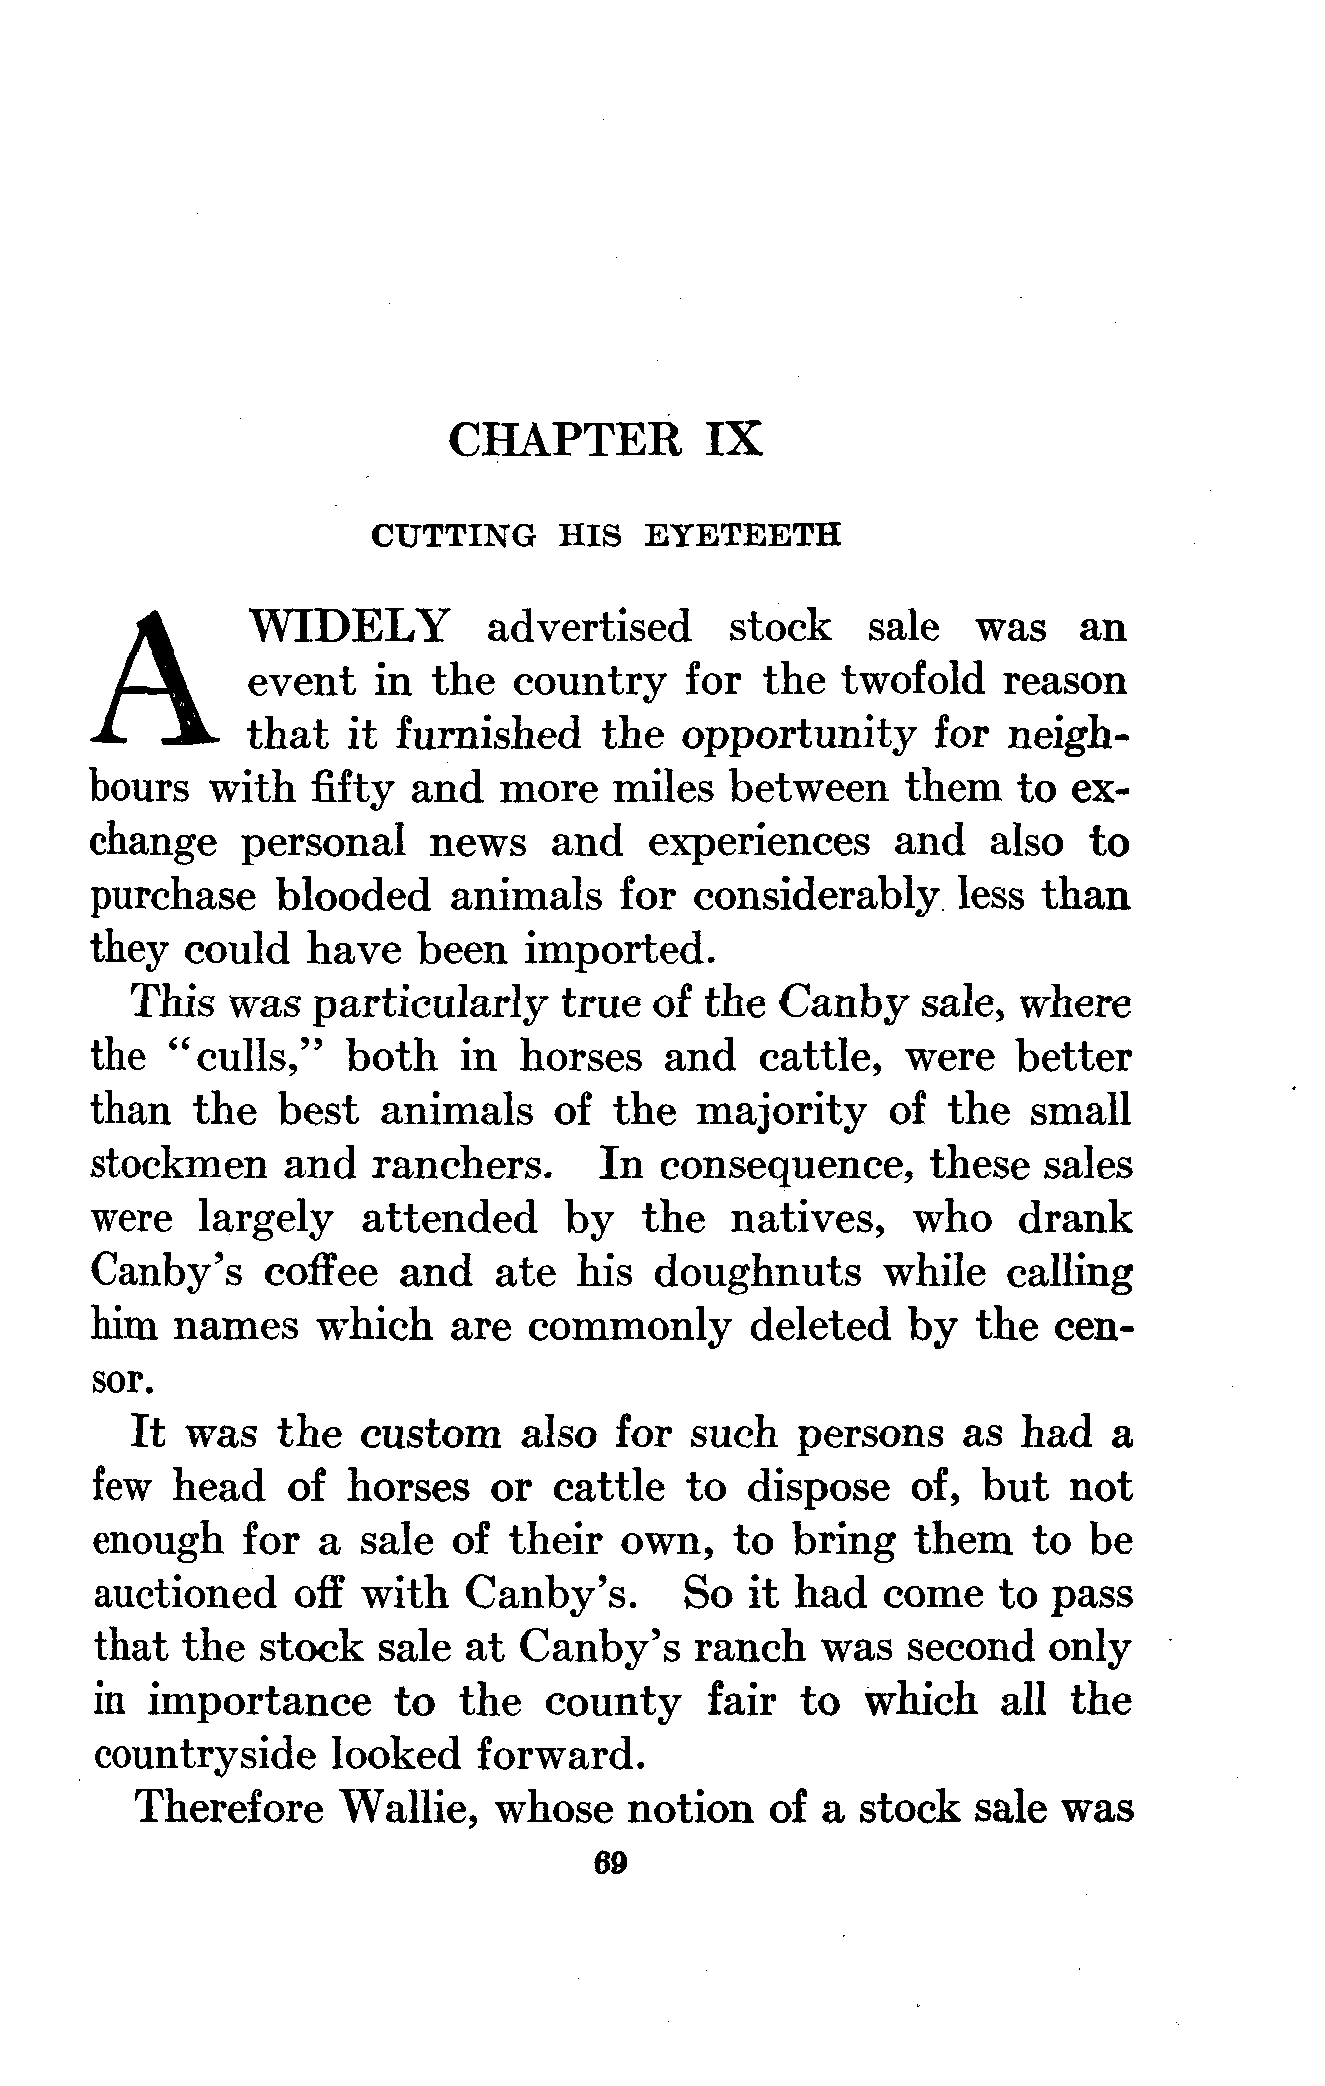 CHAPTER IX
CUTTING HIS EYETEETH
A WIDELY advertised stock sale was an
event in the country for the twofold reason
that it furnished the opportunity for neigh-
bours with fifty and more miles between them to ex-
change personal news and experiences and also to
purchase blooded animals for considerably less than
they could have been imported.
This was particularly true of the Canby sale, where
the “culls,” both in horses and cattle, were better
than the best animals of the majority of the small
stockmen and ranchers. In consequence, these sales
were largely attended by the natives, who drank
Canby’s coffee and ate his doughnuts while calling
him names which are commonly deleted by the cen-
sor.
It was the custom also for such persons as had a
few head of horses or cattle to dispose of, but not
enough for a sale of their own, to bring them to be
auctioned off with Canby’s. So it had come to pass
that the stock sale at Canby’s ranch was second only
in importance to the county fair to which all the
countryside looked forward.
Therefore Wallie, whose notion of a stock sale was
69